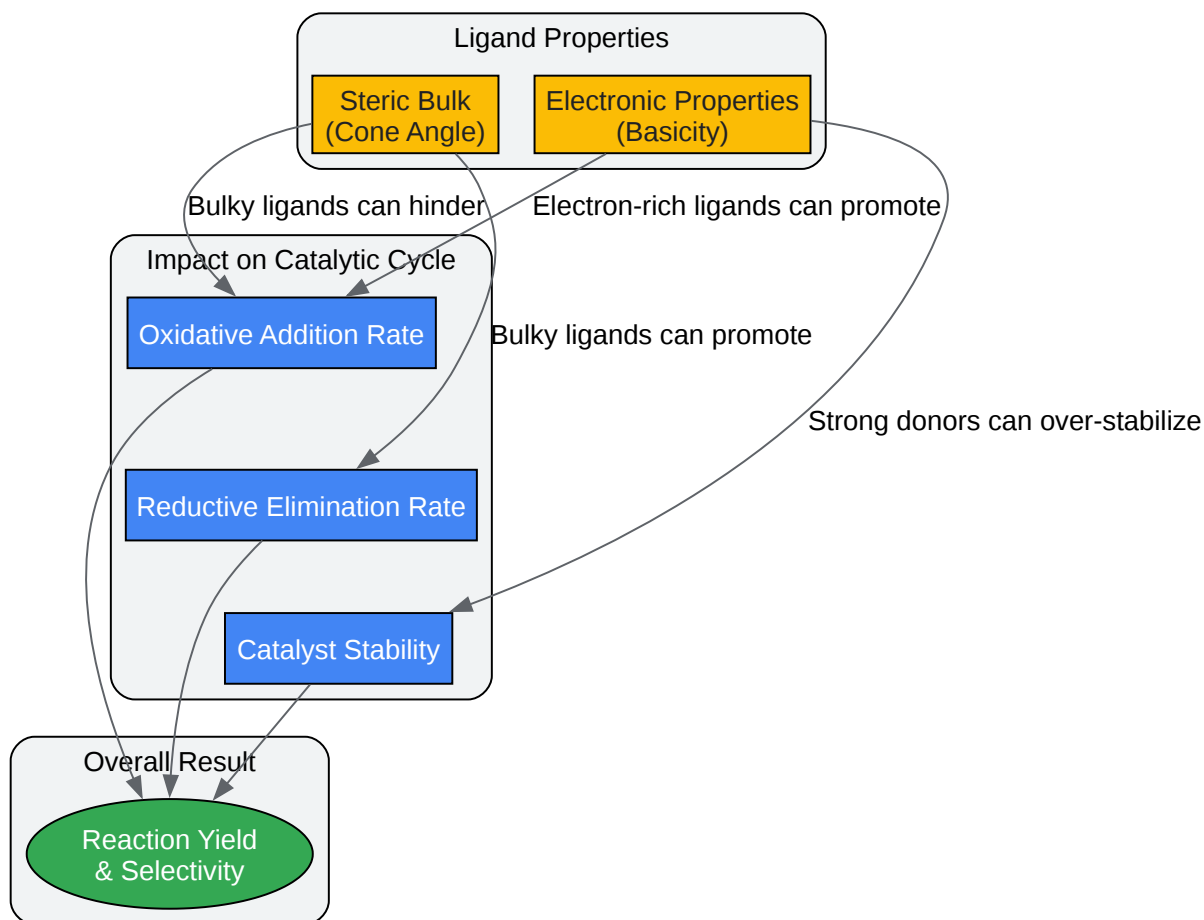 Ligand Properties
Steric Bulk
(Cone Angle)
Electronic Properties
(Basicity)
Bulky ligands can hinder
Electron-rich ligands can promote
Impact on Catalytic Cycle
Oxidative Addition Rate
Bulky ligands can promote
Strong donors can over-stabilize
Reductive Elimination Rate
Catalyst Stability
Overall Result
Reaction Yield
& Selectivity